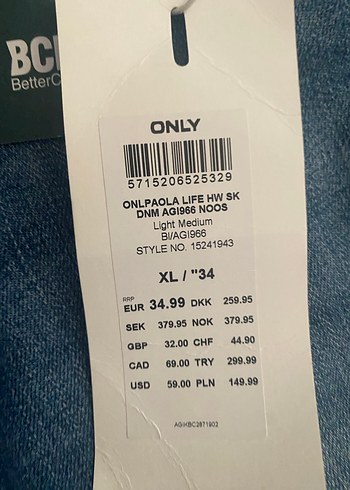 BCI
BetterC
ONLY
5715206525329
ONLPAOLA LIFE HW SK
DNM AGI966 NOOS
Light Medium
Bl/AGI966
STYLE NO. 15241943
XL / "34
RRP
EUR 34.99 DKK 259.95
SEK 379.95 NOK 379.95
GBP 32.00 CHF 44.90
CAD 69.00 TRY 299.99
USD 59.00 PLN 149.99